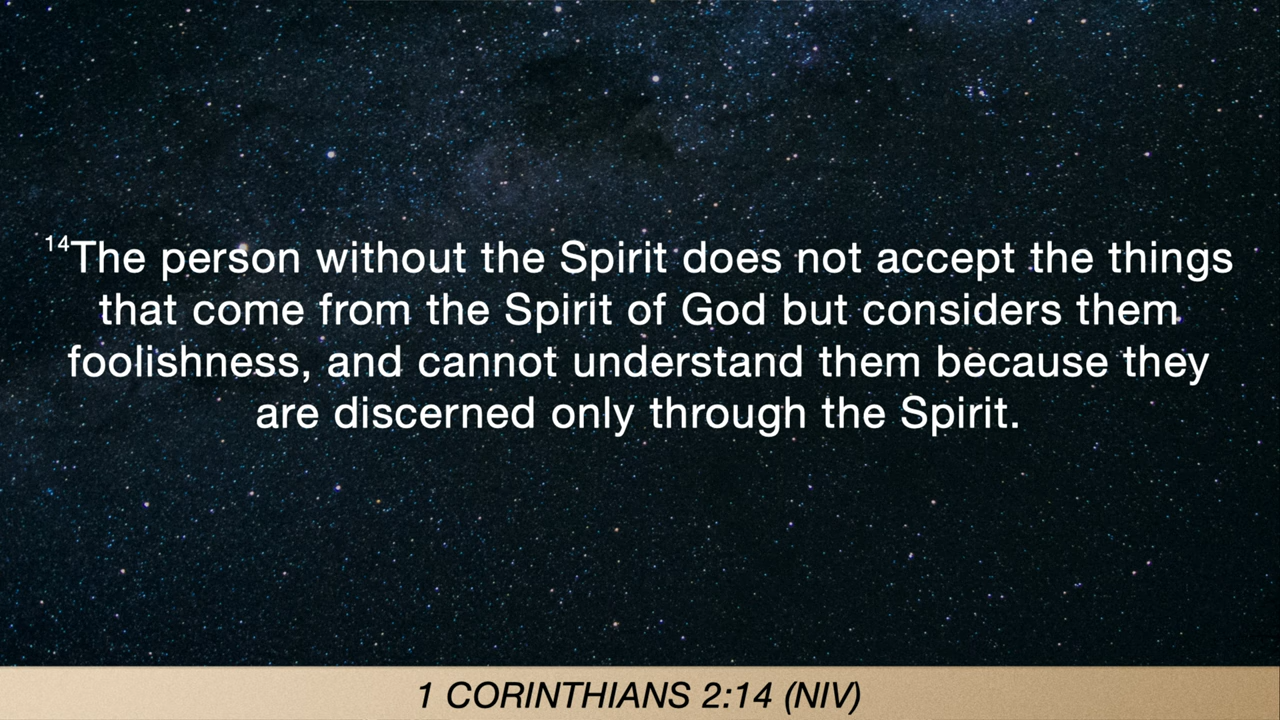 14The person without the Spirit does not accept the things
that come from the Spirit of God but considers them
foolishness, and cannot understand them because they
are discerned only through the Spirit.
1 CORINTHIANS 2:14 (NIV)